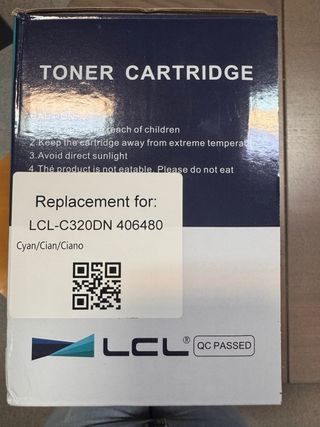 TONER CARTRIDGE
reach of children
2.Keep the cartridge away from extreme
3.Avoid direct sunlight
4.The product is not eatable. Please do not eat
Replacement for:
LCL-C320DN 406480
Cyan/Cian/Ciano
LCL®
QC PASSED